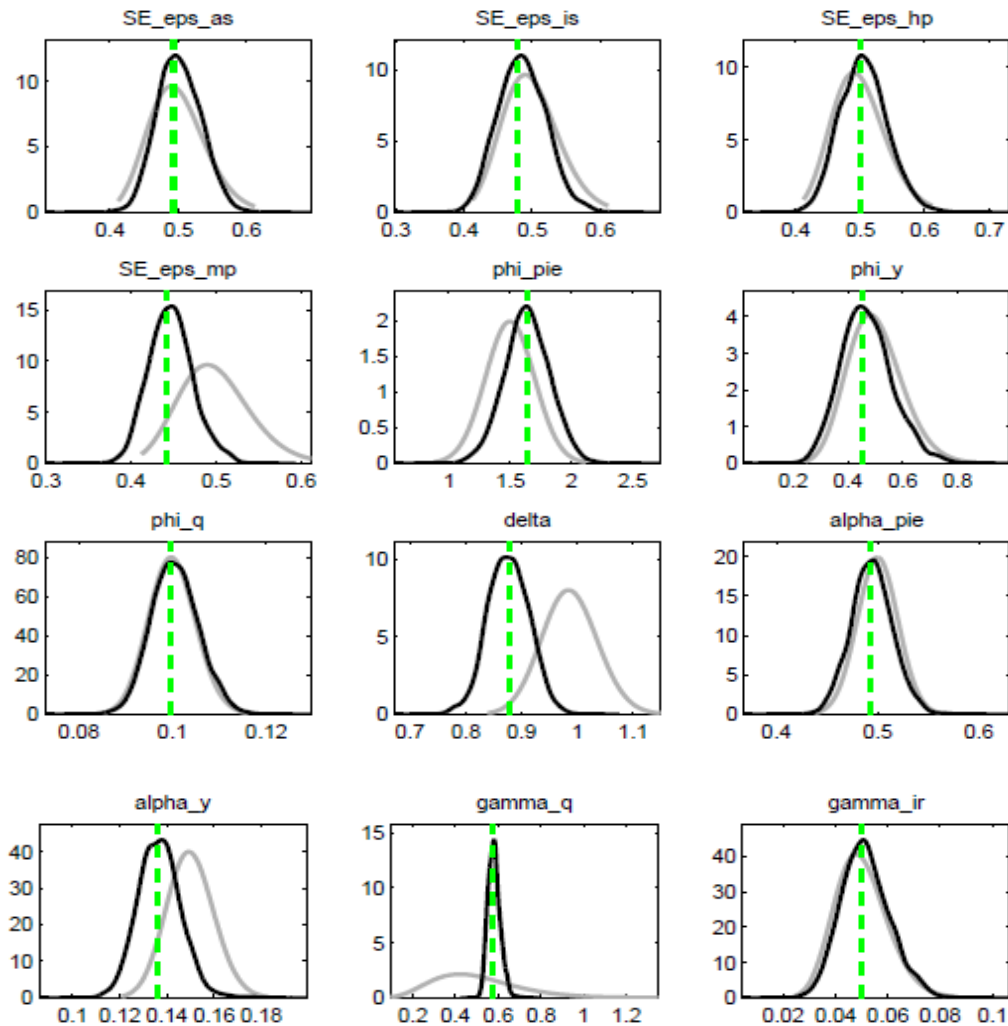 SE_eps_as SE_eps_is SE_eps_hp
10 10 10
5 5 5
0 0 0
0.4 0.5 0.6 0.3 0.4 0.5 0.6 0.4 0.5 0.6 0.7
SE_eps_mp phi_pie phi_y
15 2 4
10 1.5 3
5 1 2
0.5 1
0 0 0
0.3 0.4 0.5 0.6 1 1.5 2 2.5 0.2 0.4 0.6 0.8
phi_q delta alpha_pie
80 10 20
60 15
40 5 10
20 5
0 0 0
0.08 0.1 0.12 0.7 0.8 0.9 1 1.1 0.4 0.5 0.6
alpha_y gamma_q gamma_ir
40 15 40
30 10 30
20 20
10 5 10
0 0 0
0.1 0.12 0.14 0.16 0.18 0.2 0.4 0.6 0.8 1 1.2 0.02 0.04 0.06 0.08 0.1